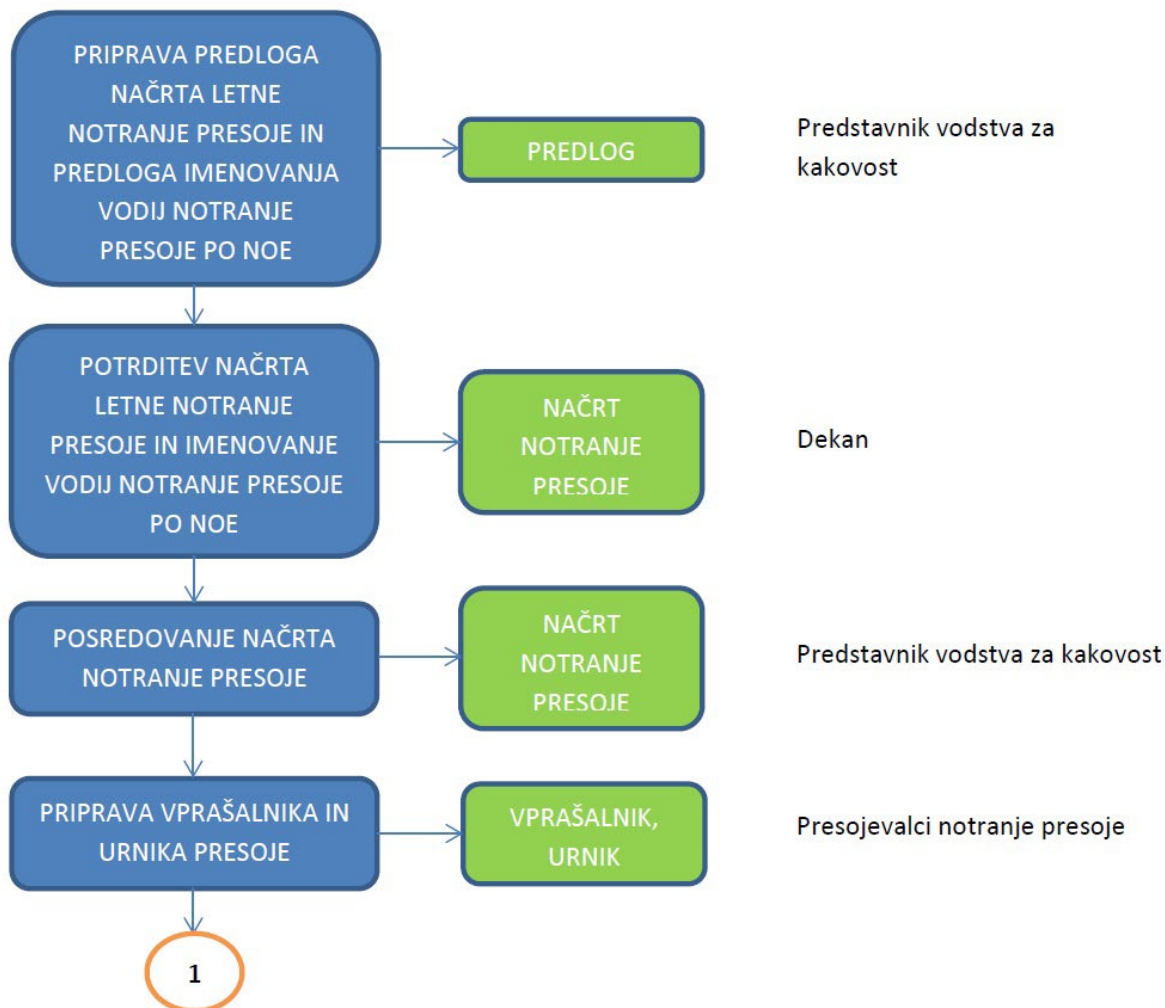 PRIPRAVA PREDLOGA
NAČRTA LETNE
NOTRANJE PRESOJE IN
PREDLOGA IMENOVANJA
VODIJ NOTRANJE
PRESOJE PO NOE
PREDLOG
Predstavnik vodstva za
kakovost
POTRDITEV NAČRTA
LETNE NOTRANJE
PRESOJE IN IMENOVANJE
VODIJ NOTRANJE PRESOJE
PO NOE
NAČRT
NOTRANJE
PRESOJE
Dekan
POSREDOVANJE NAČRTA
NOTRANJE PRESOJE
NAČRT
NOTRANJE
PRESOJE
Predstavnik vodstva za kakovost
PRIPRAVA VPRAŠALNIKA IN
URNIKA PRESOJE
VPRAŠALNIK,
URNIK
Presojevalci notranje presoje
1